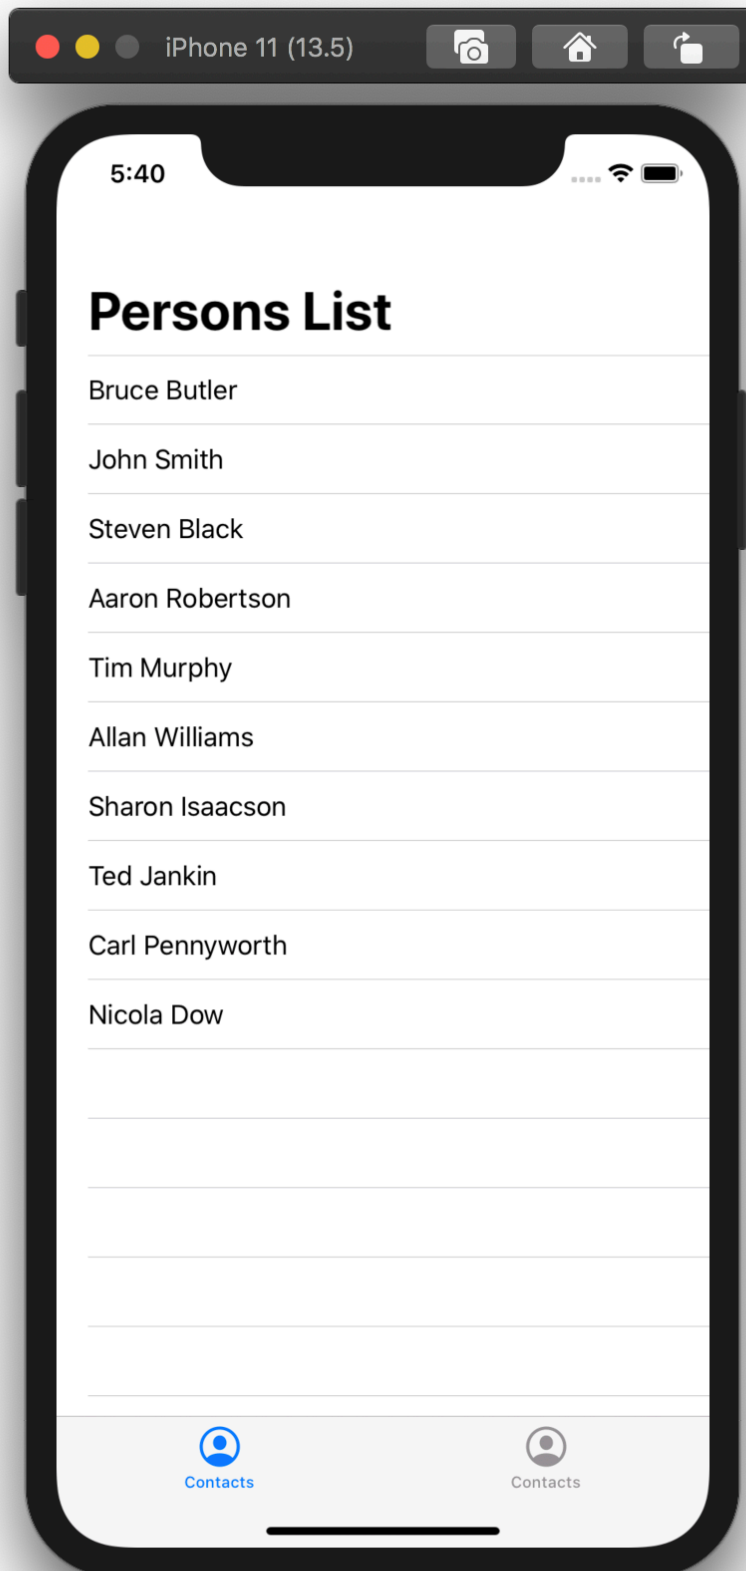 iPhone 11 (13.5)
5:40
Persons List
Bruce Butler
John Smith
Steven Black
Aaron Robertson
Tim Murphy
Allan Williams
Sharon Isaacson
Ted Jankin
Carl Pennyworth
Nicola Dow
Contacts
Contacts